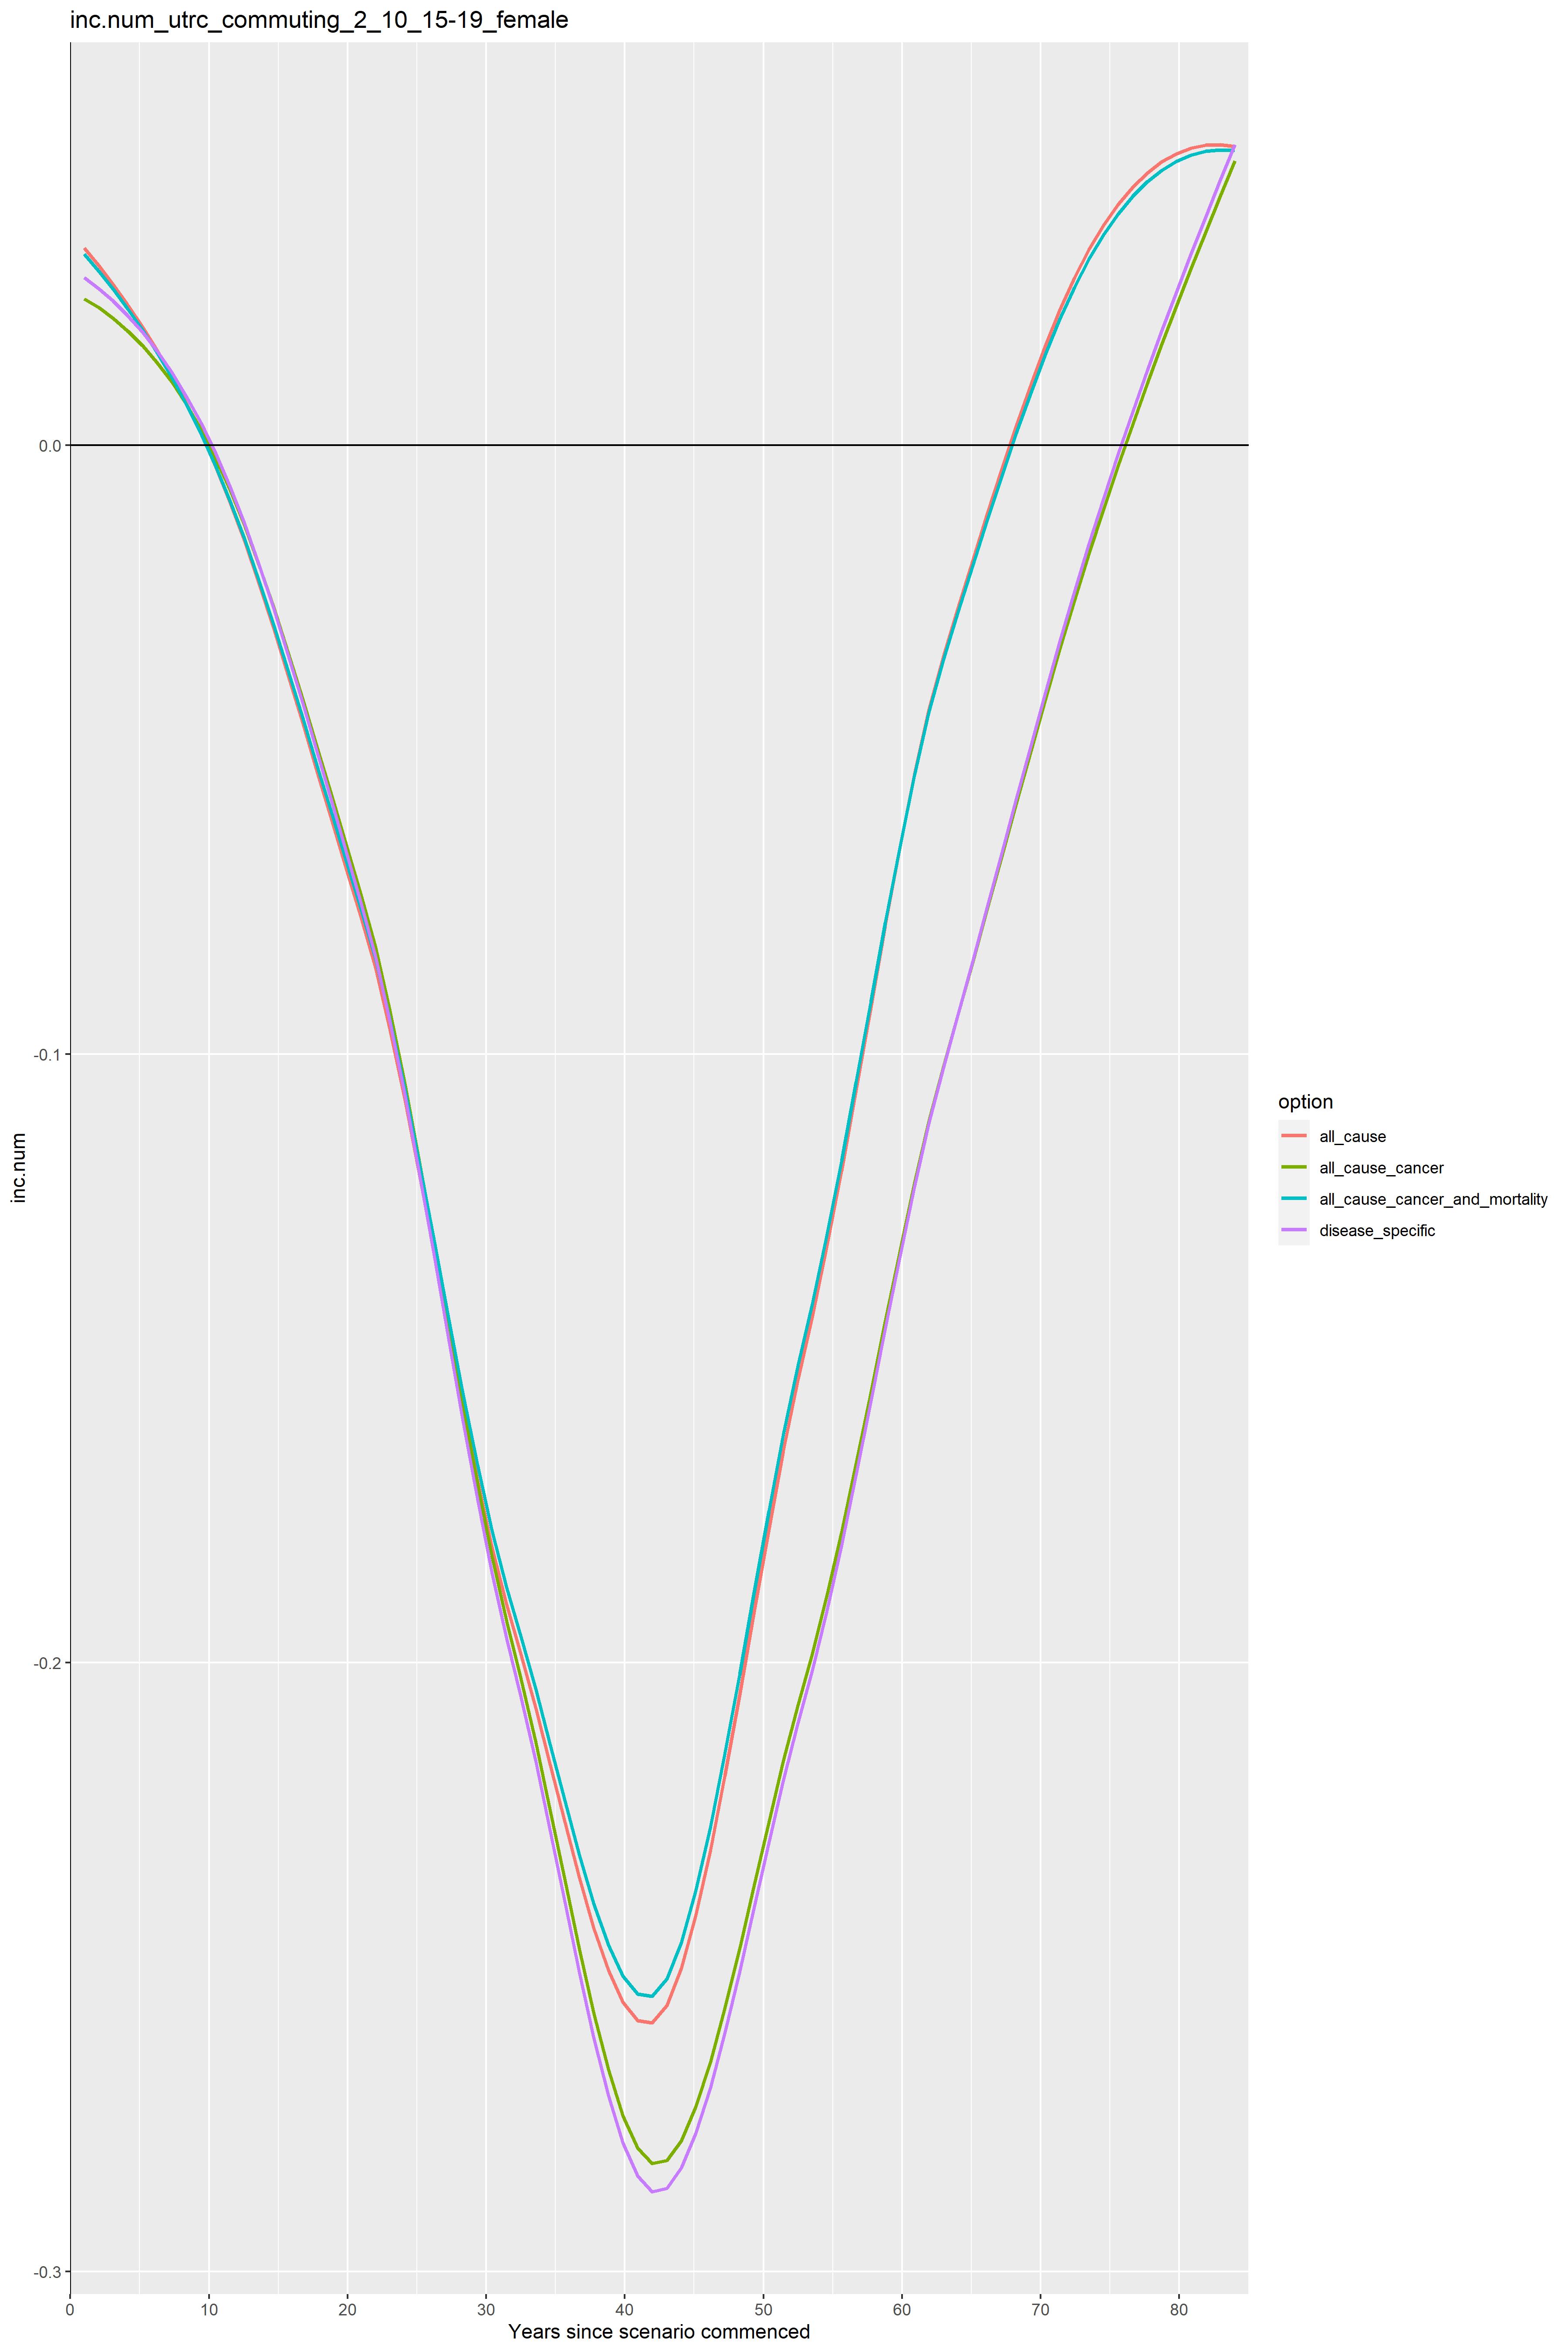 inc.num_utrc_commuting_2_10_15-19_female
0.0
-0.1
-0.2
-0.3
inc.num
0 10 20 30 40 50 60 70 80
Years since scenario commenced
option
all_cause
all_cause_cancer
all_cause_cancer_and_mortality
disease_specific